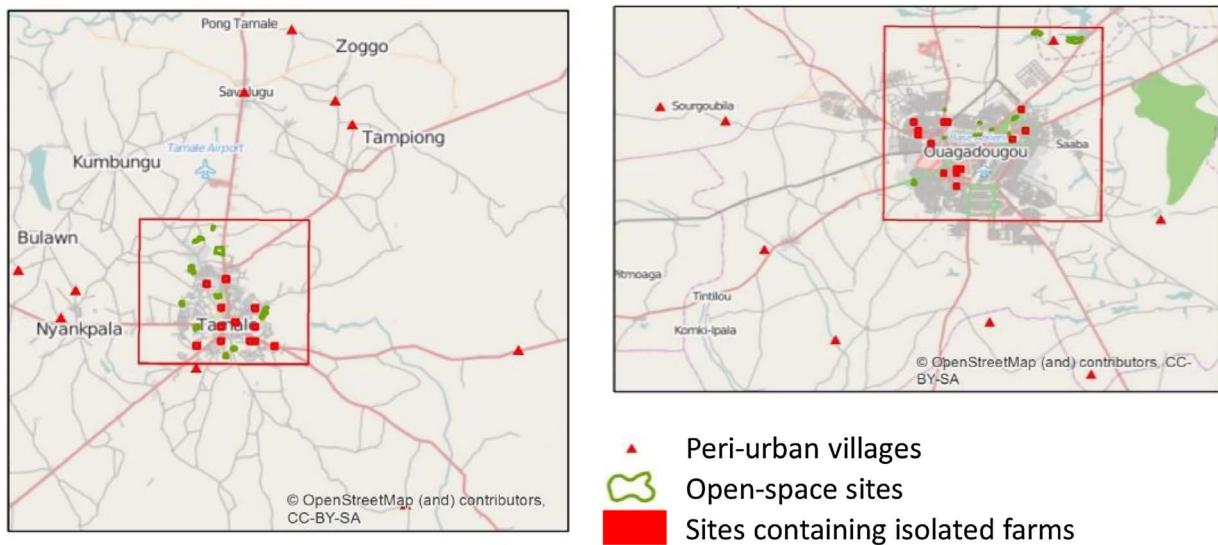 Pong Tamale
Zoggo
Savelugu
Tampiong
Tamale Airport
Kumbungu
Bulawn
Nyankpala
Tamale
© OpenStreetMap (and) contributors,
CC-BY-SA
Sourgoubila
Ouagadougou
Saaba
Pitmoaga
Tintilou
Komki-Ipala
© OpenStreetMap (and) contributors, CC-
BY-SA
Peri-urban villages
Open-space sites
Sites containing isolated farms